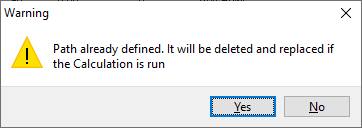 Warning
Path already defined. It will be deleted and replaced if
the Calculation is run
Yes
No